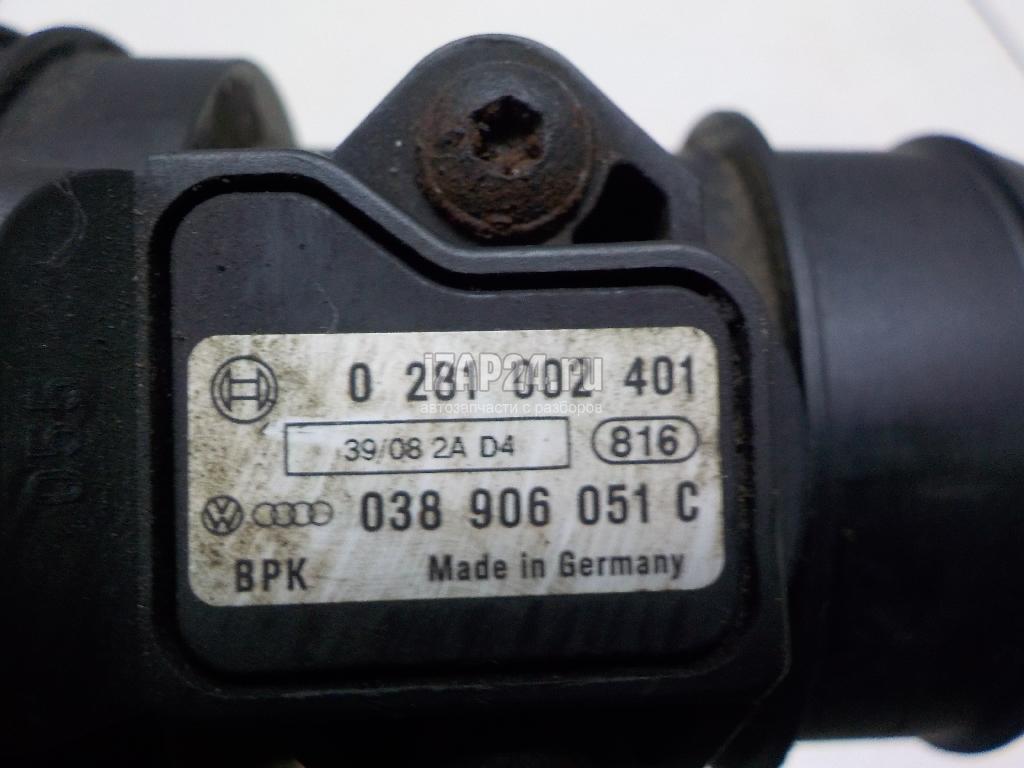 0 281 002 401
iZAP24.ru
автозапчасти с разборов
39/08 2A D4
816
038 906 051 C
BPK
Made in Germany
055